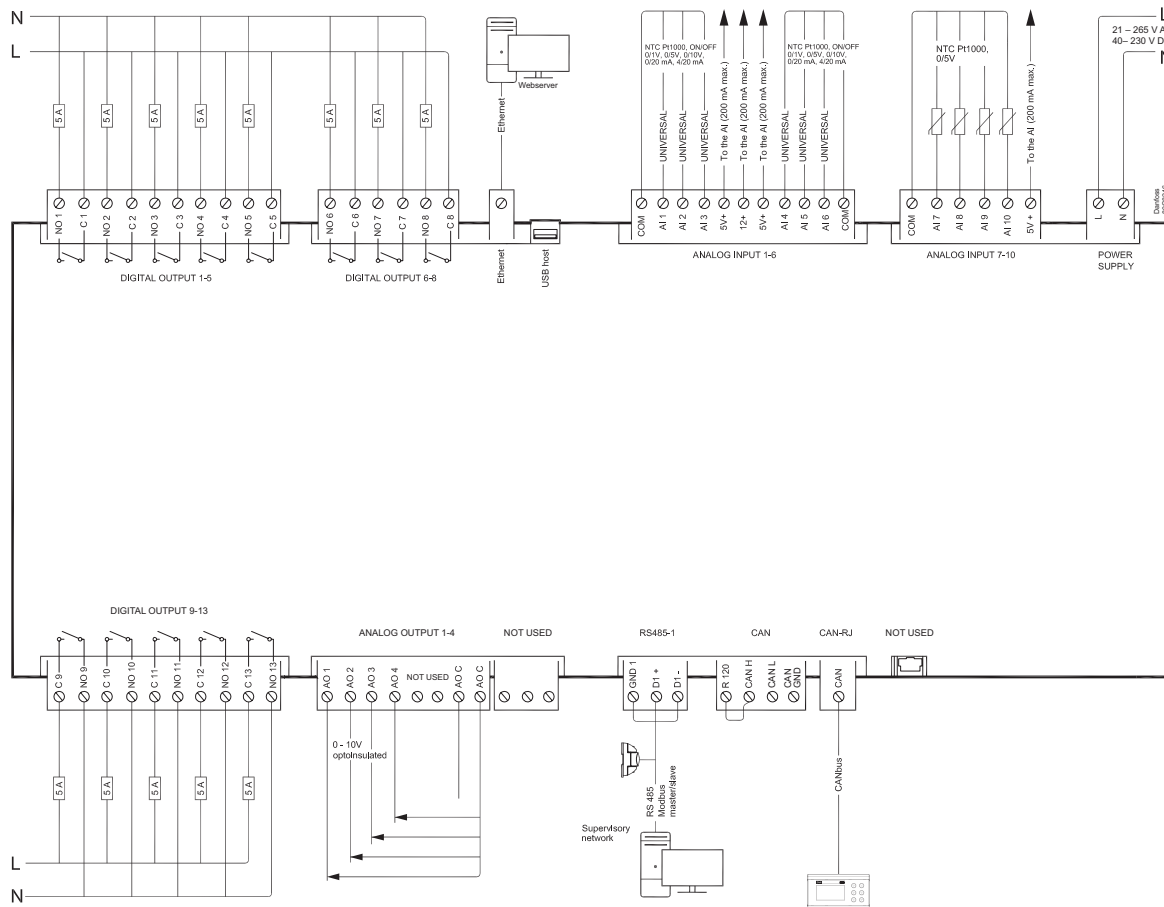 N
L
5 A
5 A
5 A
5 A
5 A
5 A
5 A
5 A
Webserver
Ethernet
NTC Pt1000, ON/OFF
0/1V, 0/5V, 0/10V,
0/20 mA, 4/20 mA
UNIVERSAL
UNIVERSAL
UNIVERSAL
To the AI (200 mA max.)
To the AI (200 mA max.)
To the AI (200 mA max.)
NTC Pt1000, ON/OFF
0/1V, 0/5V, 0/10V,
0/20 mA, 4/20 mA
UNIVERSAL
UNIVERSAL
UNIVERSAL
NTC Pt1000,
0/5V
To the AI (200 mA max.)
L
21 – 265 V A
40– 230 V D
N
Danfoss
NO 1
C 1
NO 2
C 2
NO 3
C 3
NO 4
C 4
NO 5
C 5
DIGITAL OUTPUT 1-5
NO 6
C 6
NO 7
C 7
NO 8
C 8
DIGITAL OUTPUT 6-8
Ethernet
USB host
COM
AI 1
AI 2
AI 3
5V+
12+
5V+
AI 4
AI 5
AI 6
COM
ANALOG INPUT 1-6
COM
AI 7
AI 8
AI 9
AI 10
5V +
ANALOG INPUT 7-10
L
N
POWER
SUPPLY
DIGITAL OUTPUT 9-13
C 9
NO 9
C 10
NO 10
C 11
NO 11
C 12
NO 12
C 13
NO 13
5 A
5 A
5 A
5 A
5 A
L
N
ANALOG OUTPUT 1-4
AO 1
AO 2
AO 3
AO 4
NOT USED
AO C
AO C
0 - 10V
optoInsulated
NOT USED
RS485-1
GND 1
D1 +
D1 -
RS 485
Modbus
master/slave
Supervisory
network
CAN
R 120
CAN H
CAN L
CAN
GND
CAN-RJ
CAN
CANbus
NOT USED